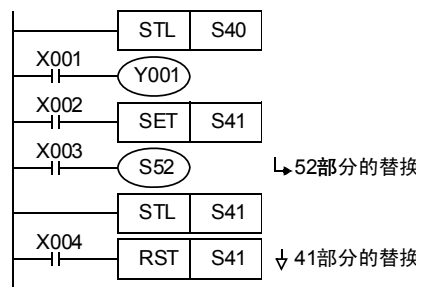 STL S40
X001
Y001
X002
SET S41
X003
S52 52部分的替换
STL S41
X004
RST S41 41部分的替换